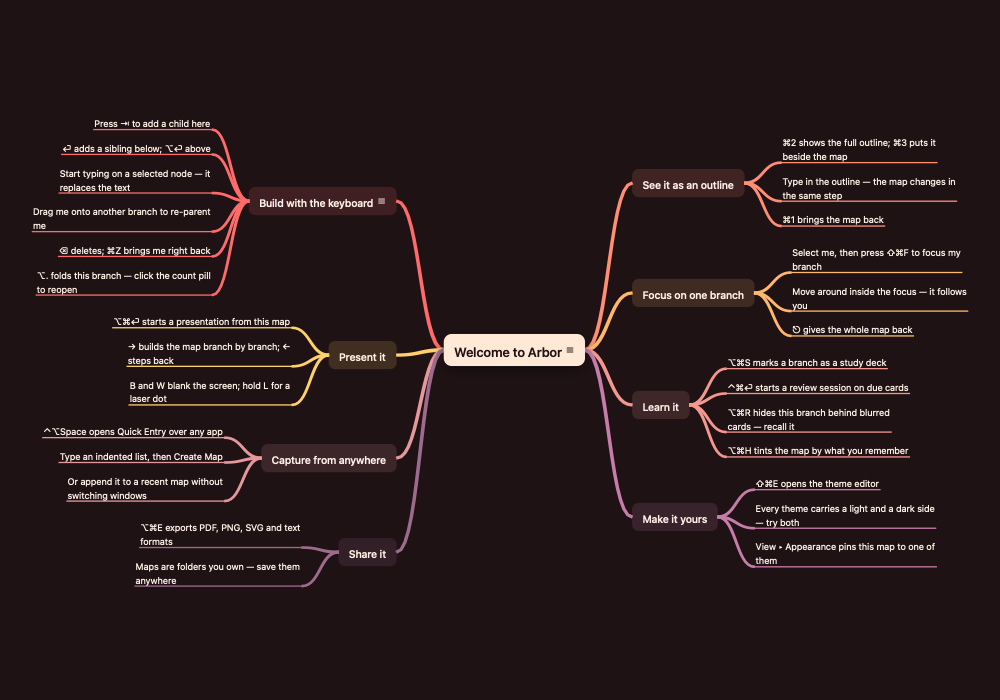 Welcome to Arbor
Build with the keyboard
Press ⇥ to add a child here
⏎ adds a sibling below; ⌥⏎ above
Start typing on a selected node — it
replaces the text
Drag me onto another branch to re-parent
me
⌫ deletes; ⌘Z brings me right back
⌥. folds this branch — click the count pill
to reopen
Present it
⌥⌘⏎ starts a presentation from this map
→ builds the map branch by branch; ←
steps back
B and W blank the screen; hold L for a
laser dot
Capture from anywhere
^⌥Space opens Quick Entry over any app
Type an indented list, then Create Map
Or append it to a recent map without
switching windows
Share it
⌥⌘E exports PDF, PNG, SVG and text
formats
Maps are folders you own — save them
anywhere
See it as an outline
⌘2 shows the full outline; ⌘3 puts it
beside the map
Type in the outline — the map changes in
the same step
⌘1 brings the map back
Focus on one branch
Select me, then press ⇧⌘F to focus my
branch
Move around inside the focus — it follows
you
⎋ gives the whole map back
Learn it
⌥⌘S marks a branch as a study deck
^⌘⏎ starts a review session on due cards
⌥⌘R hides this branch behind blurred
cards — recall it
⌥⌘H tints the map by what you remember
Make it yours
⇧⌘E opens the theme editor
Every theme carries a light and a dark side
— try both
View ▸ Appearance pins this map to one of
them